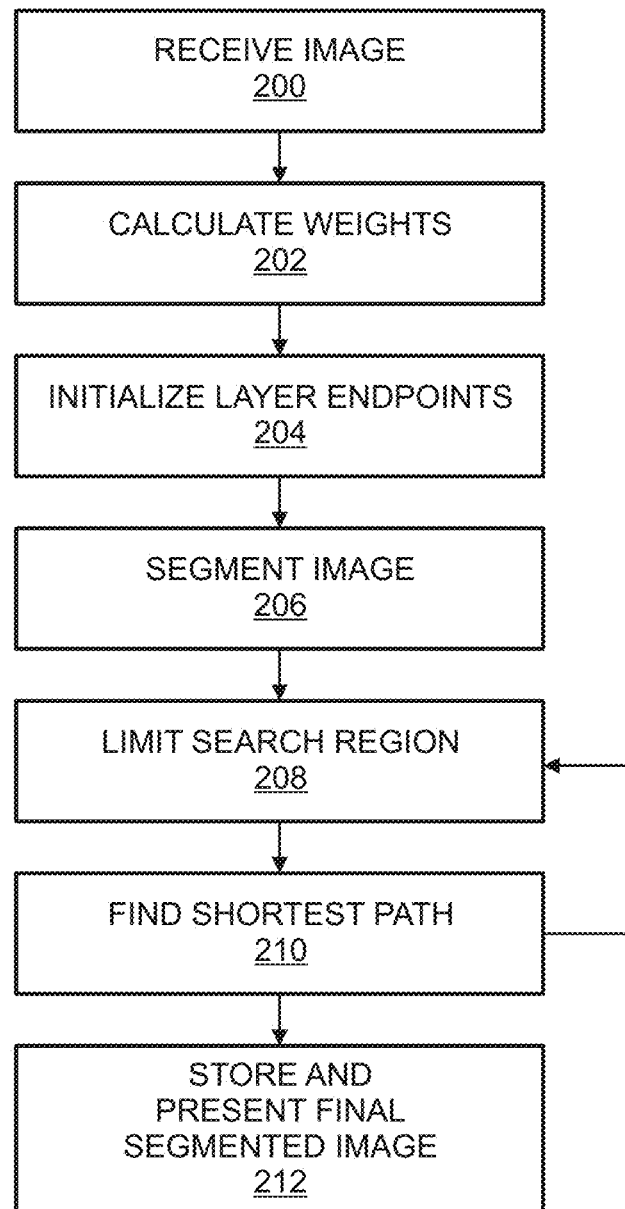 RECEIVE IMAGE
200
CALCULATE WEIGHTS
202
INITIALIZE LAYER ENDPOINTS
204
SEGMENT IMAGE
206
LIMIT SEARCH REGION
208
FIND SHORTEST PATH
210
STORE AND
PRESENT FINAL
SEGMENTED IMAGE
212